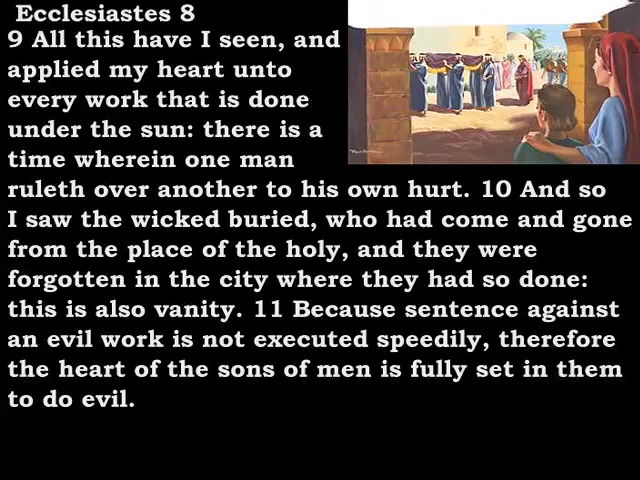 Ecclesiastes 8
9 All this have I seen, and
applied my heart unto
every work that is done
under the sun: there is a
time wherein one man
ruleth over another to his own hurt. 10 And so
I saw the wicked buried, who had come and gone
from the place of the holy, and they were
forgotten in the city where they had so done:
this is also vanity. 11 Because sentence against
an evil work is not executed speedily, therefore
the heart of the sons of men is fully set in them
to do evil.